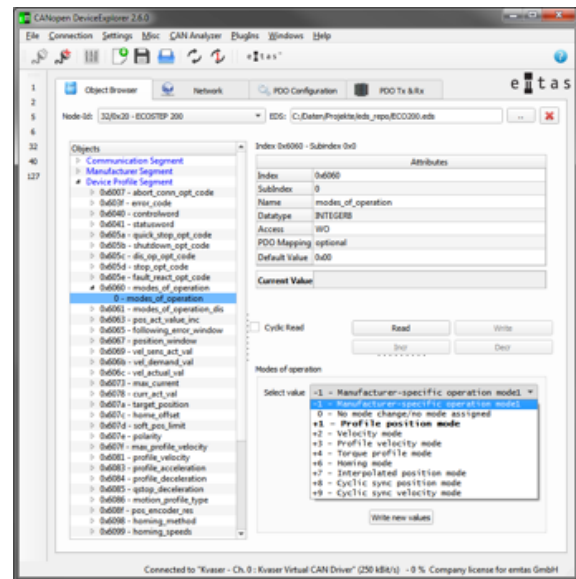 CANopen DeviceExplorer 2.6.0
File Connection Settings Misc CAN Analyzer Plugins Windows Help
emtas
emtas
1
2
5
6
32
40
127
Object Browser
Network
PDO Configuration
PDO Tx & Rx
Node-Id: 32/0x20 - ECOSTEP 200
EDS: C:/Daten/Projekte/eds_repo/ECO200.eds
..
Objects
Communication Segment
Manufacturer Segment
Device Profile Segment
0x6007 - abort_conn_opt_code
0x603f - error_code
0x6040 - controlword
0x6041 - statusword
0x605a - quick_stop_opt_code
0x605b - shutdown_opt_code
0x605c - dis_op_opt_code
0x605d - stop_opt_code
0x605e - fault_react_opt_code
0x6060 - modes_of_operation
0 - modes_of_operation
0x6061 - modes_of_operation_dis
0x6063 - pos_act_value_inc
0x6065 - following_error_window
0x6067 - position_window
0x6069 - vel_sens_act_val
0x606b - vel_demand_val
0x606c - vel_actual_val
0x6073 - max_current
0x6078 - curr_act_val
0x607a - target_position
0x607c - home_offset
0x607d - soft_pos_limit
0x607e - polarity
0x607f - max_profile_velocity
0x6081 - profile_velocity
0x6083 - profile_acceleration
0x6084 - profile_deceleration
0x6085 - qstop_deceleration
0x6086 - motion_profile_type
0x608f - pos_encoder_res
0x6098 - homing_method
0x6099 - homing_speeds
Index 0x6060 - Subindex 0x0
Attributes
Index 0x6060
SubIndex 0
Name modes_of_operation
Datatype INTEGER8
Access WO
PDO Mapping optional
Default Value 0x00
Current Value
Cyclic Read
Read
Write
Incr
Decr
Modes of operation
Select value
-1 - Manufacturer-specific operation mode1
-1 - Manufacturer-specific operation mode1
0 - No mode change/no mode assigned
+1 - Profile position mode
+2 - Velocity mode
+3 - Profile velocity mode
+4 - Torque profile mode
+6 - Homing mode
+7 - Interpolated position mode
+8 - Cyclic sync position mode
+9 - Cyclic sync velocity mode
Write new values
Connected to "Kvaser - Ch. 0 : Kvaser Virtual CAN Driver" (250 kBit/s) - 0 % Company license for emtas GmbH